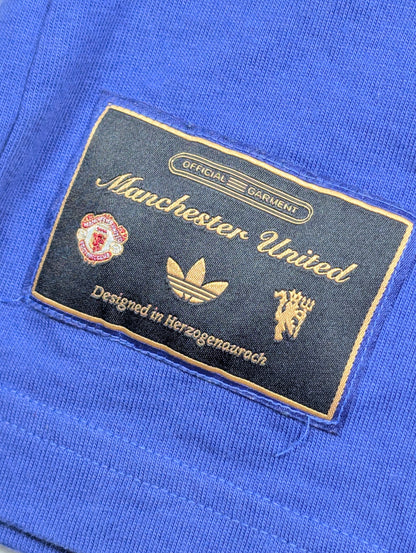 OFFICIAL GARMENT
Manchester United
Designed in Herzogenaurach